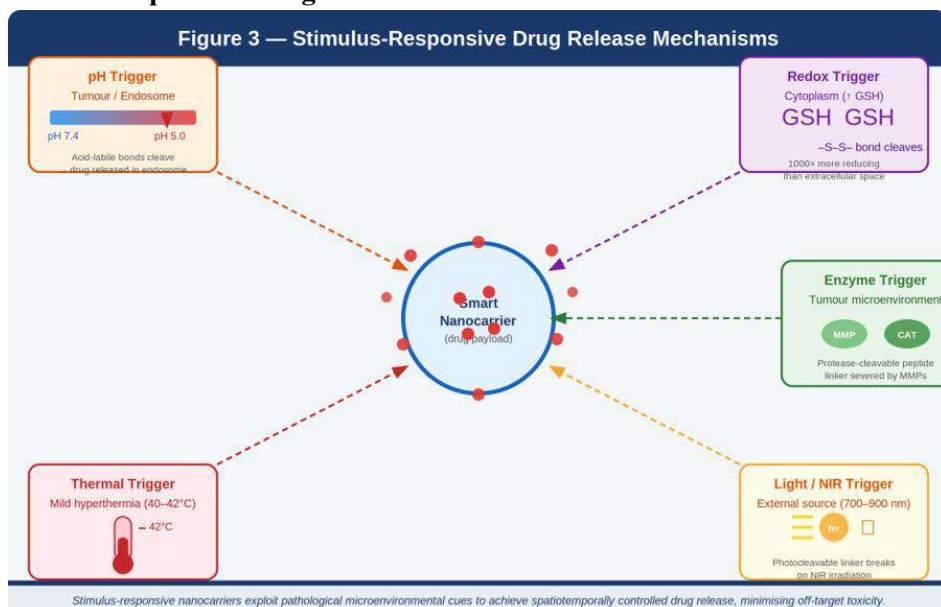 Figure 3 — Stimulus-Responsive Drug Release Mechanisms
pH Trigger
Tumour / Endosome
pH 7.4 pH 5.0
Acid-labile bonds cleave
drug released in endosome
Redox Trigger
Cytoplasm (↑ GSH)
GSH GSH
–S–S– bond cleaves
1000× more reducing
than extracellular space
Smart
Nanocarrier
(drug payload)
Enzyme Trigger
Tumour microenvironment
MMP CAT
Protease-cleavable peptide
linker severed by MMPs
Thermal Trigger
Mild hyperthermia (40–42°C)
– 42°C
Light / NIR Trigger
External source (700–900 nm)
hν
Photocleavable linker breaks
on NIR irradiation
Stimulus-responsive nanocarriers exploit pathological microenvironmental cues to achieve spatiotemporally controlled drug release, minimising off-target toxicity.